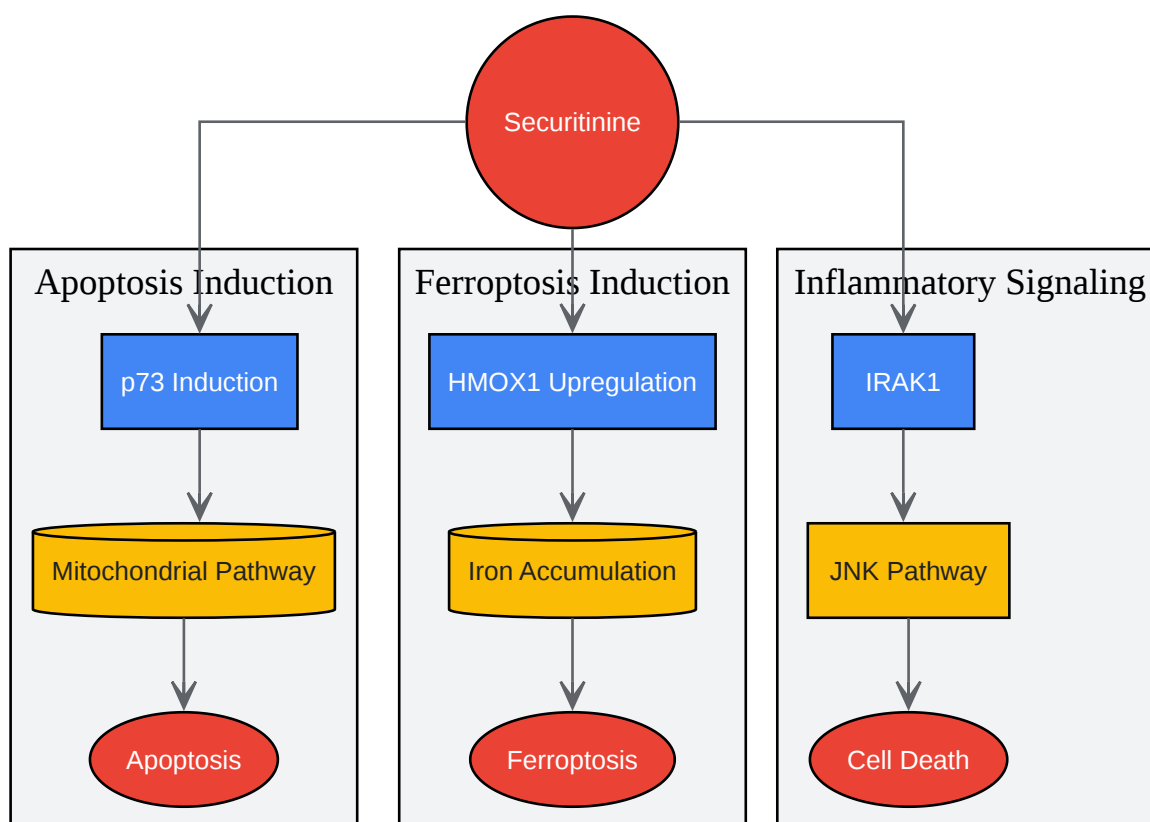 Securitinine
Apoptosis Induction
Ferroptosis Induction
Inflammatory Signaling
p73 Induction
HMOX1 Upregulation
IRAK1
Mitochondrial Pathway
Iron Accumulation
JNK Pathway
Apoptosis
Ferroptosis
Cell Death